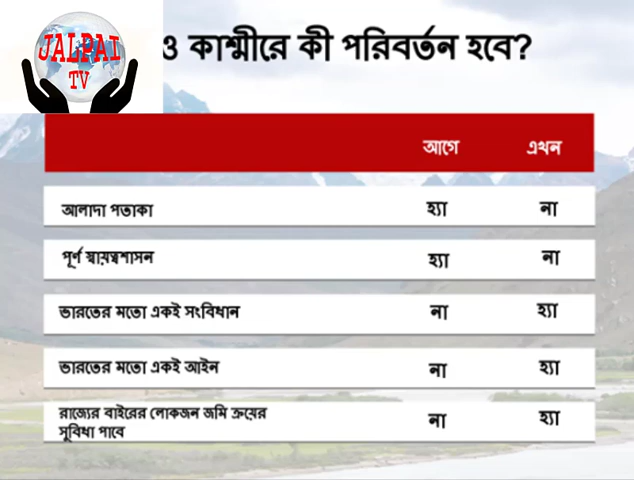 JALPAI
TV
ও কাশ্মীরে কী পরিবর্তন হবে?
আগে এখন
আলাদা পতাকা হ্যা না
পূর্ণ স্বায়ত্বশাসন হ্যা না
ভারতের মতো একই সংবিধান না হ্যা
ভারতের মতো একই আইন না হ্যা
রাজ্যের বাইরের লোকজন জমি ক্রয়ের না হ্যা
সুবিধা পাবে